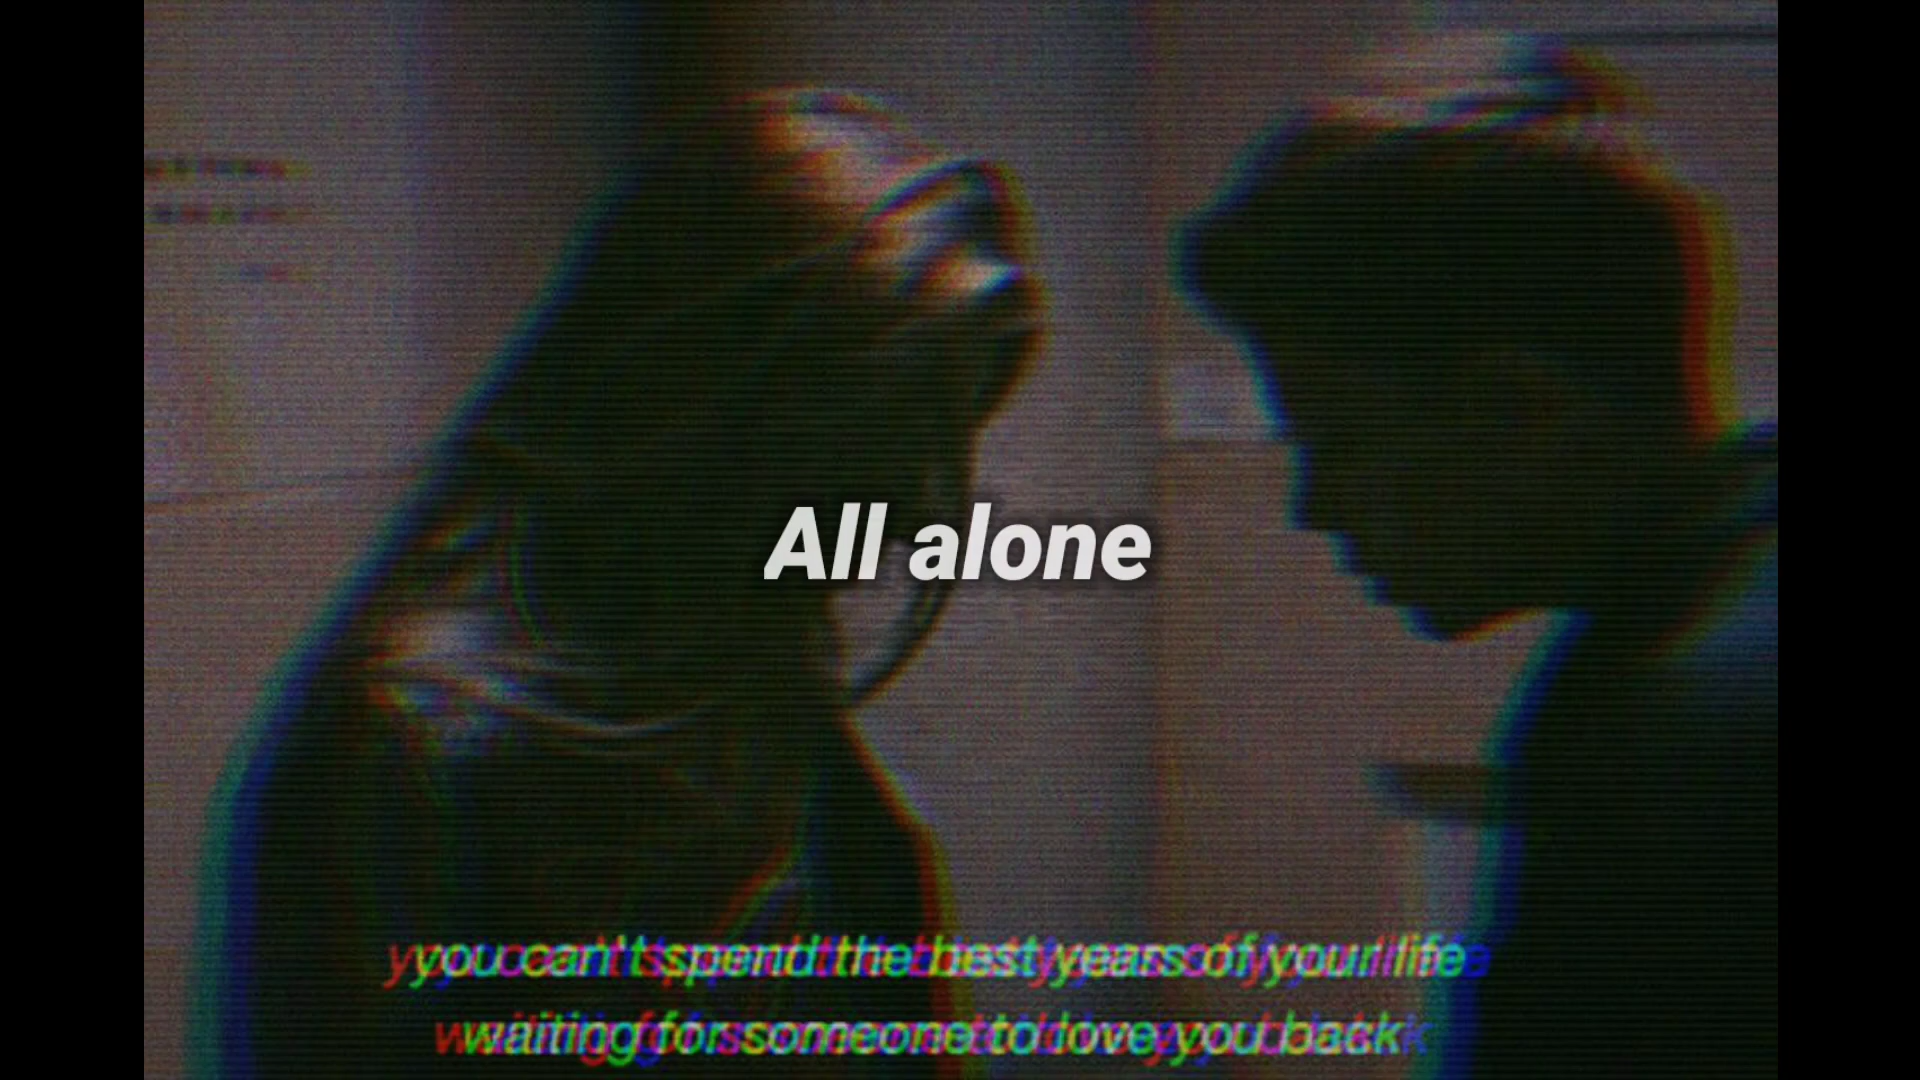 All alone
you can't spend the best years of your life
waiting for someone to love you back